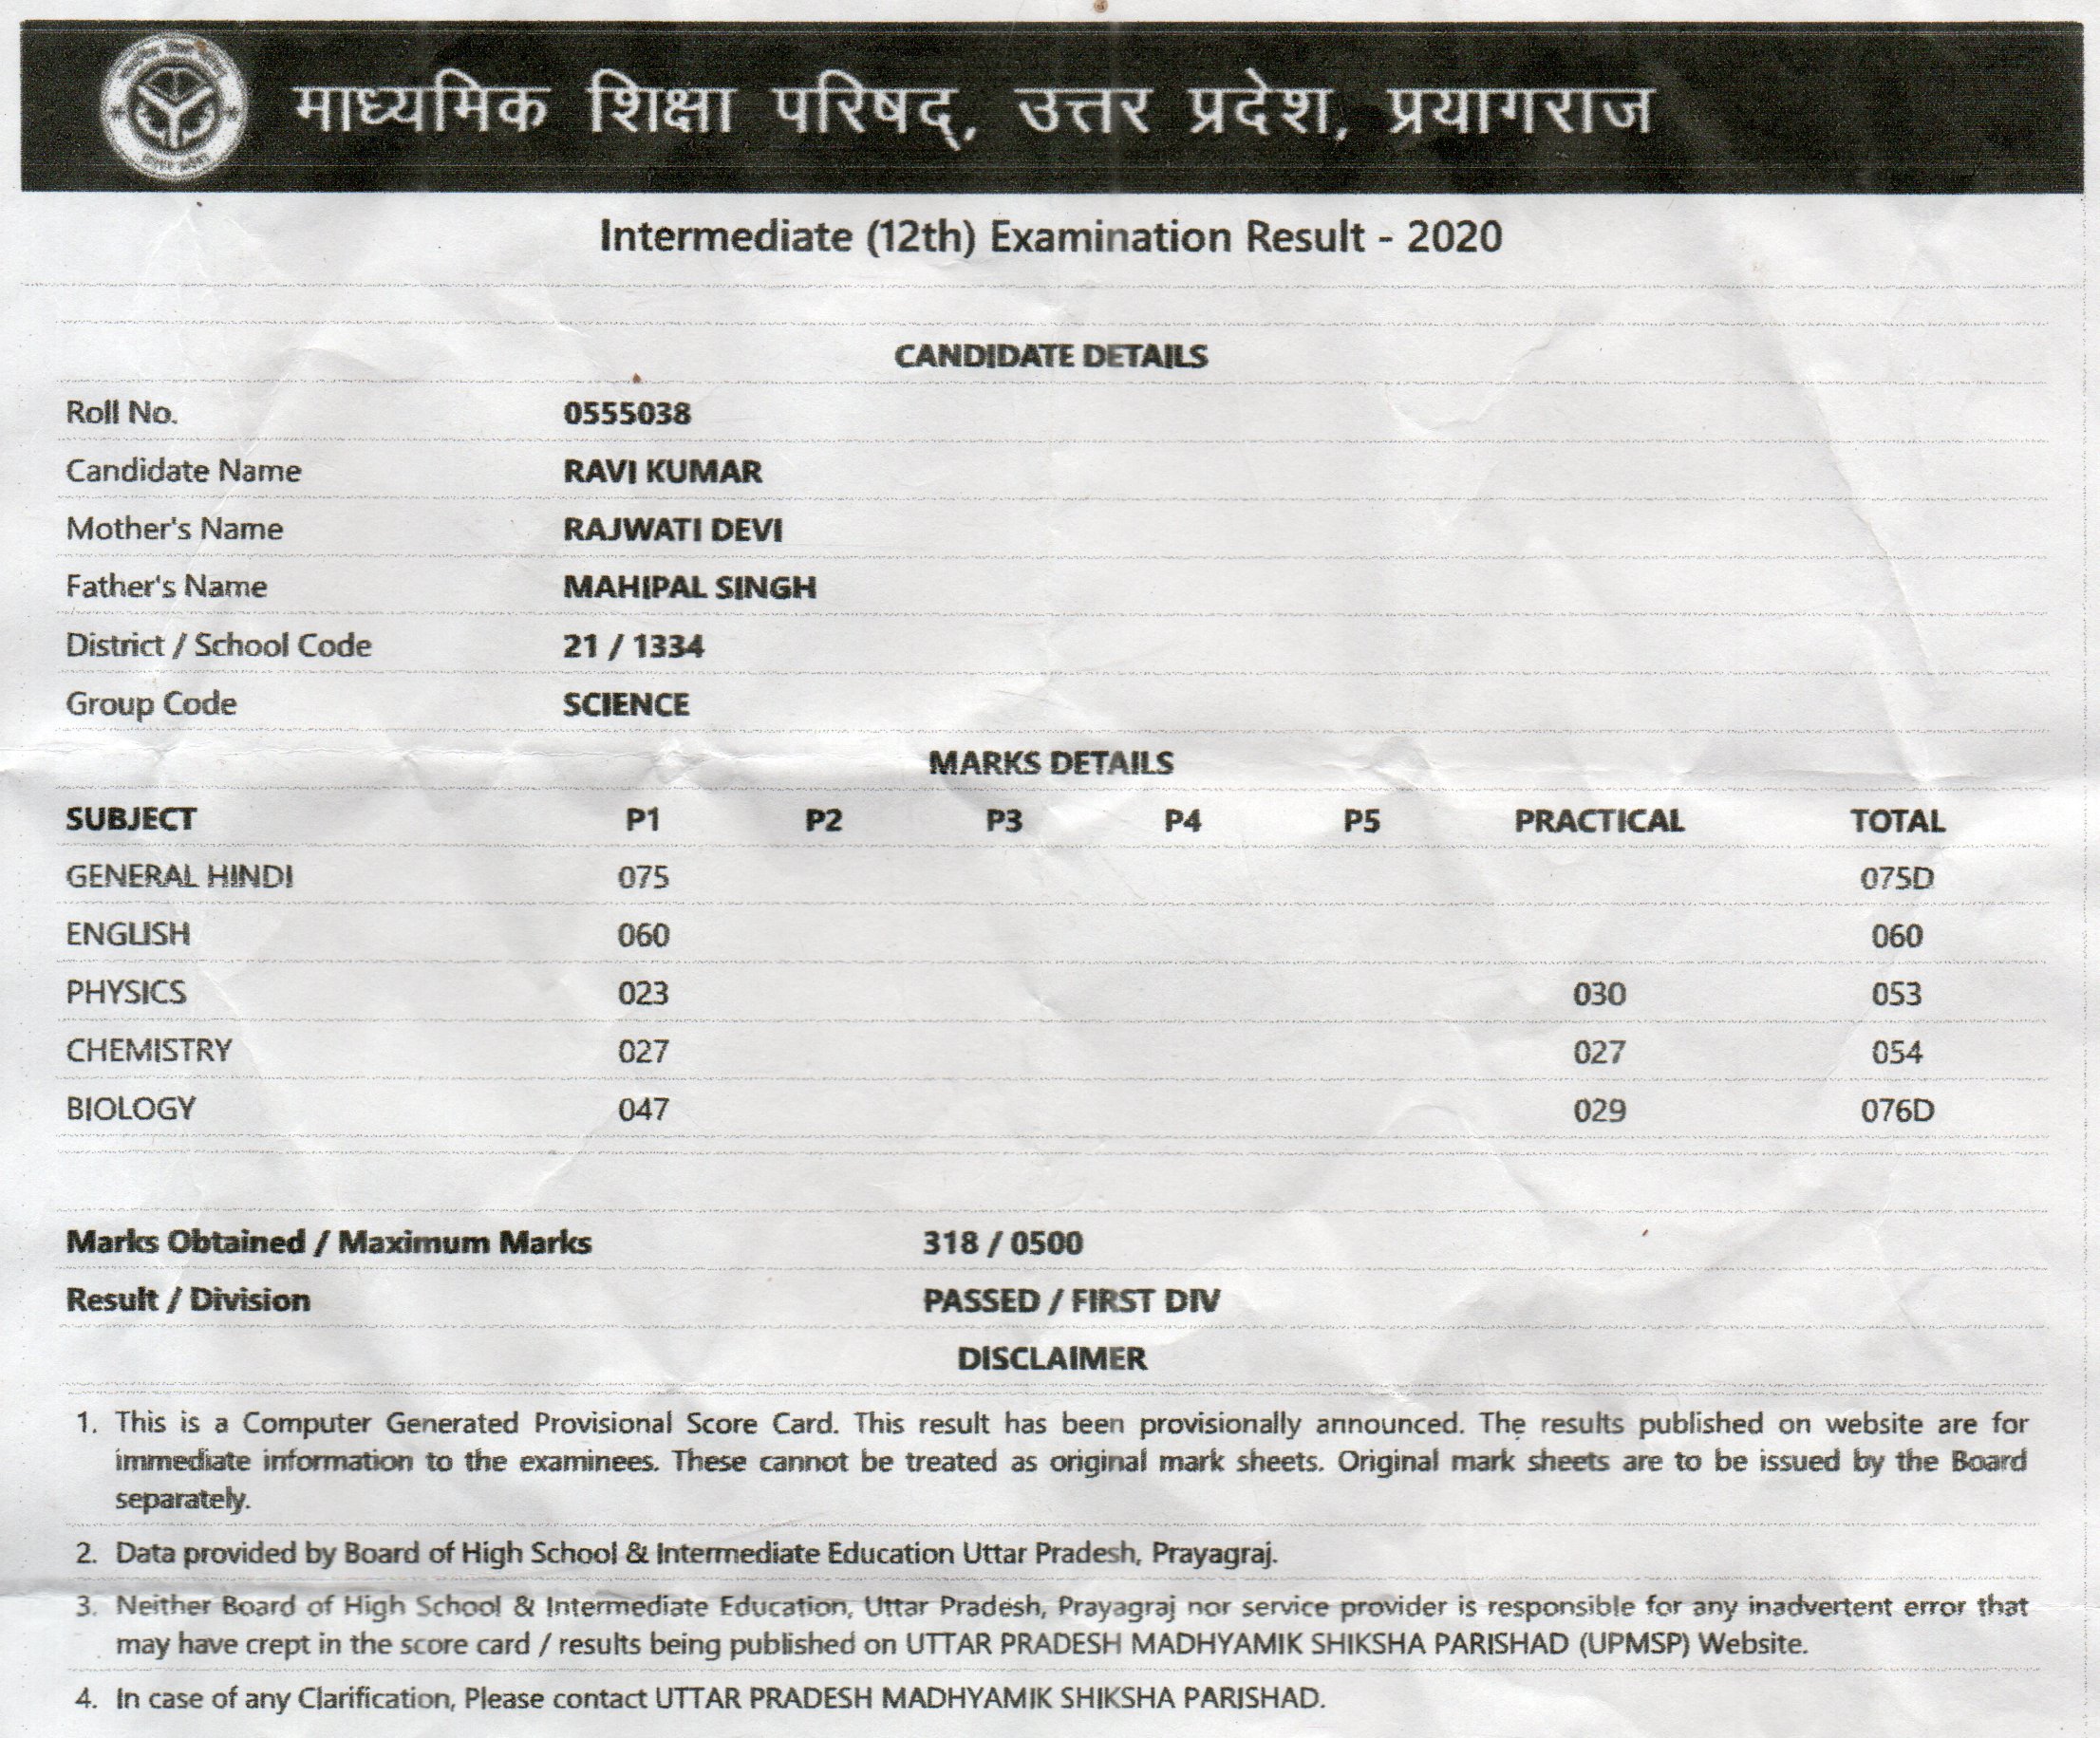 माध्यमिक शिक्षा परिषद्, उत्तर प्रदेश, प्रयागराज
Intermediate (12th) Examination Result - 2020
CANDIDATE DETAILS
Roll No. 0555038
Candidate Name RAVI KUMAR
Mother's Name RAJWATI DEVI
Father's Name MAHIPAL SINGH
District / School Code 21 / 1334
Group Code SCIENCE
MARKS DETAILS
SUBJECT P1 P2 P3 P4 P5 PRACTICAL TOTAL
GENERAL HINDI 075 075D
ENGLISH 060 060
PHYSICS 023 030 053
CHEMISTRY 027 027 054
BIOLOGY 047 029 076D
Marks Obtained / Maximum Marks 318 / 0500
Result / Division PASSED / FIRST DIV
DISCLAIMER
1. This is a Computer Generated Provisional Score Card. This result has been provisionally announced. The results published on website are for
immediate information to the examinees. These cannot be treated as original mark sheets. Original mark sheets are to be issued by the Board
separately.
2. Data provided by Board of High School & Intermediate Education Uttar Pradesh, Prayagraj.
3. Neither Board of High School & Intermediate Education, Uttar Pradesh, Prayagraj nor service provider is responsible for any inadvertent error that
may have crept in the score card / results being published on UTTAR PRADESH MADHYAMIK SHIKSHA PARISHAD (UPMSP) Website.
4. In case of any Clarification, Please contact UTTAR PRADESH MADHYAMIK SHIKSHA PARISHAD.